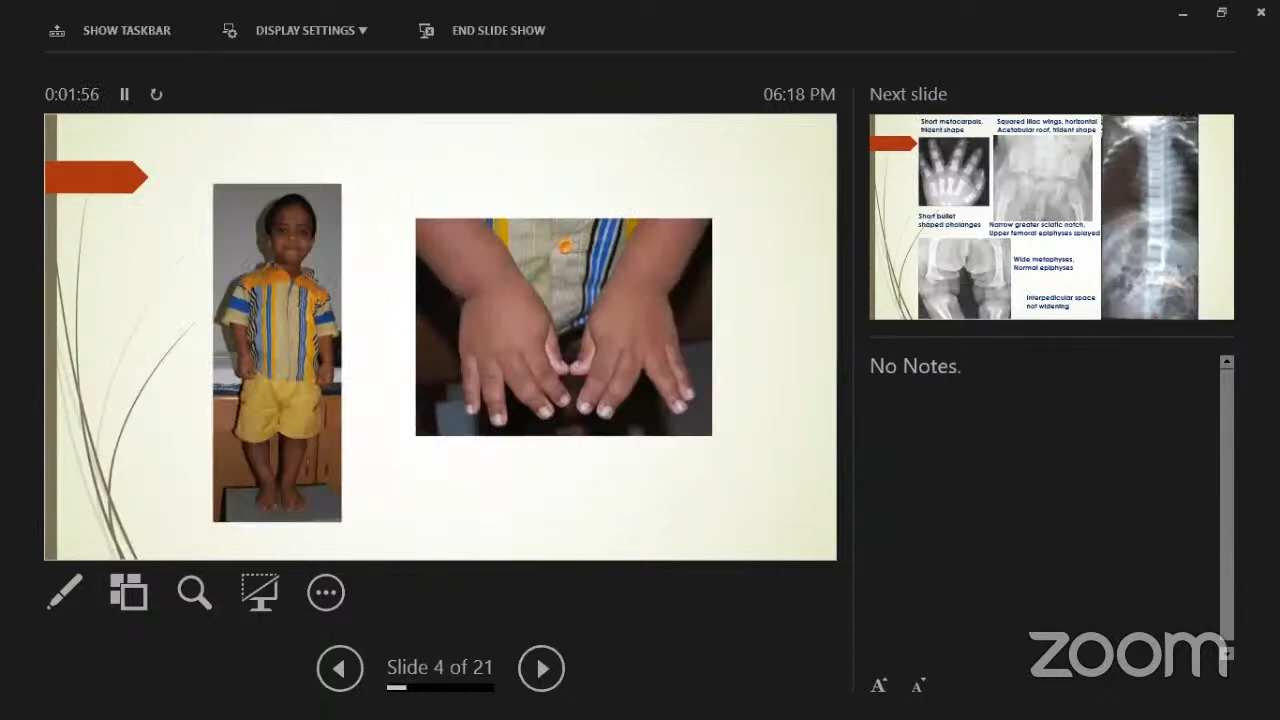 SHOW TASKBAR
DISPLAY SETTINGS ▼
END SLIDE SHOW
0:01:56
06:18 PM
Next slide
Short metacarpals,
trident shape
Squared iliac wings, horizontal
Acetabular roof, trident shape
Short bullet
shaped phalanges
Narrow greater sciatic notch,
Upper femoral epiphyses splayed
Wide metaphyses,
Normal epiphyses
Interpedicular space
not widening
No Notes.
Slide 4 of 21
A A
zoom